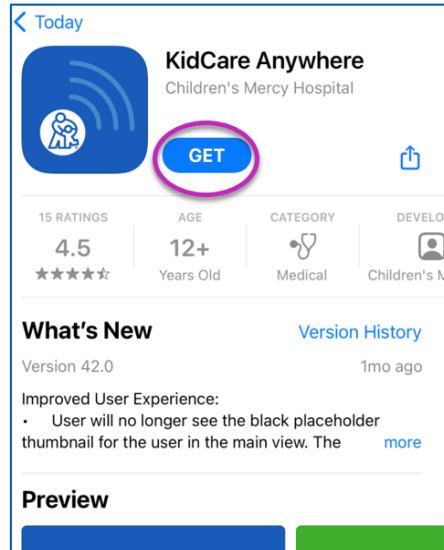 Today
KidCare Anywhere
Children's Mercy Hospital
GET
15 RATINGS
AGE
CATEGORY
4.5
12+
Years Old
Medical
What's New
Version History
Version 42.0
1mo ago
Improved User Experience:
• User will no longer see the black placeholder
thumbnail for the user in the main view. The more
Preview